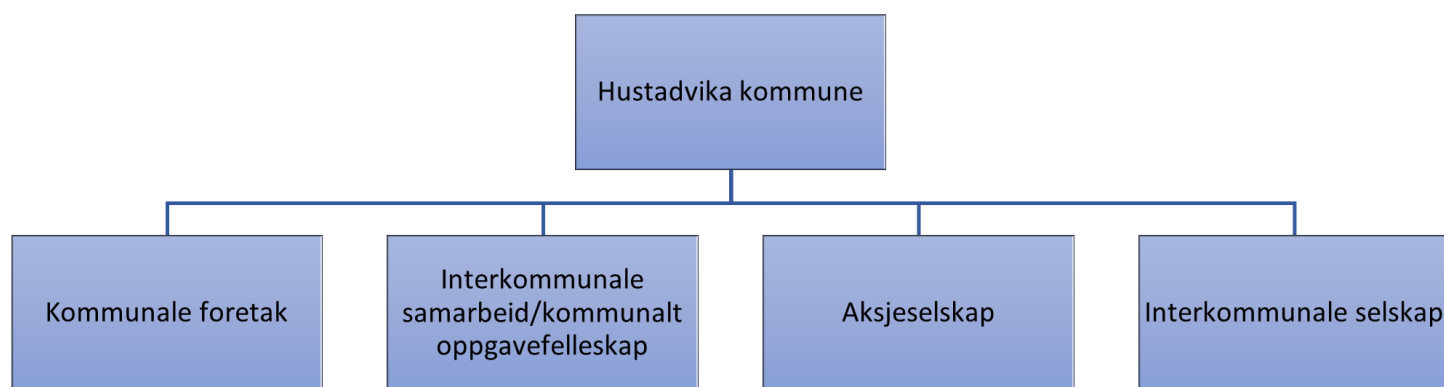 Hustadvika kommune
Kommunale foretak
Interkommunale
samarbeid/kommunalt
oppgavefelleskap
Aksjeselskap
Interkommunale selskap